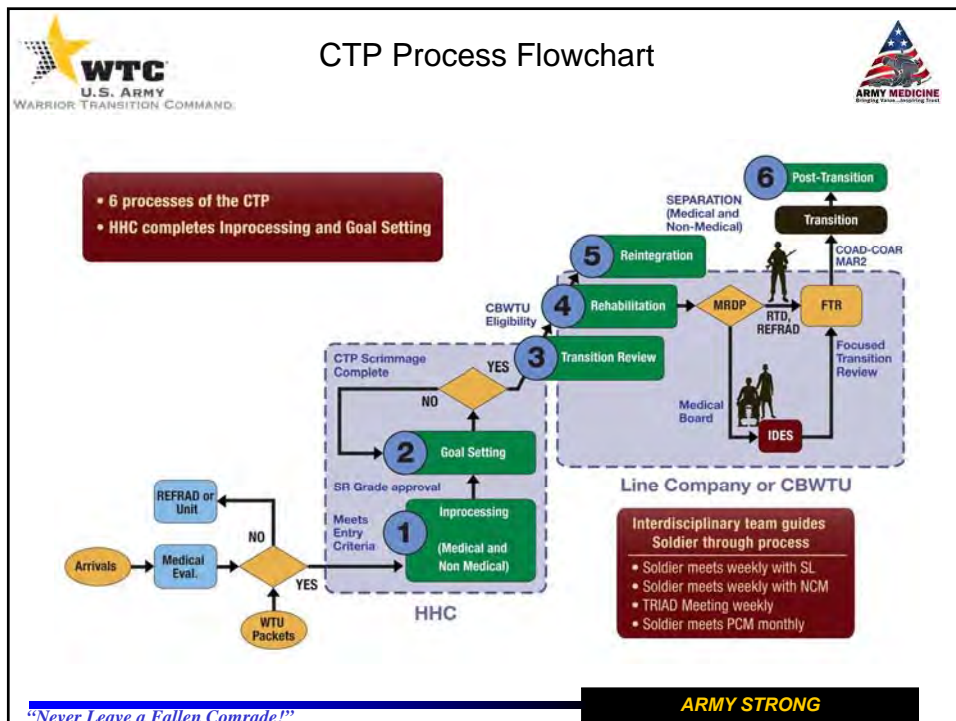 CTP Process Flowchart
WTC
U.S. ARMY
WARRIOR TRANSITION COMMAND
ARMY MEDICINE
Bringing Value...Inspiring Trust
• 6 processes of the CTP
• HHC completes Inprocessing and Goal Setting
6
Post-Transition
SEPARATION
(Medical and
Non-Medical)
Transition
COAD-COAR
MAR2
5
Reintegration
CBWTU
Eligibility
4
Rehabilitation
MRDP
RTD,
REFRAD
FTR
3
Transition Review
Focused
Transition
Review
Medical
Board
IDES
Line Company or CBWTU
CTP Scrimmage
Complete
YES
NO
2
Goal Setting
SR Grade approval
Meets
Entry
Criteria
1
Inprocessing
(Medical and
Non Medical)
HHC
REFRAD or
Unit
NO
Arrivals
Medical
Eval.
YES
WTU
Packets
Interdisciplinary team guides
Soldier through process
• Soldier meets weekly with SL
• Soldier meets weekly with NCM
• TRIAD Meeting weekly
• Soldier meets PCM monthly
"Never Leave a Fallen Comrade!"
ARMY STRONG